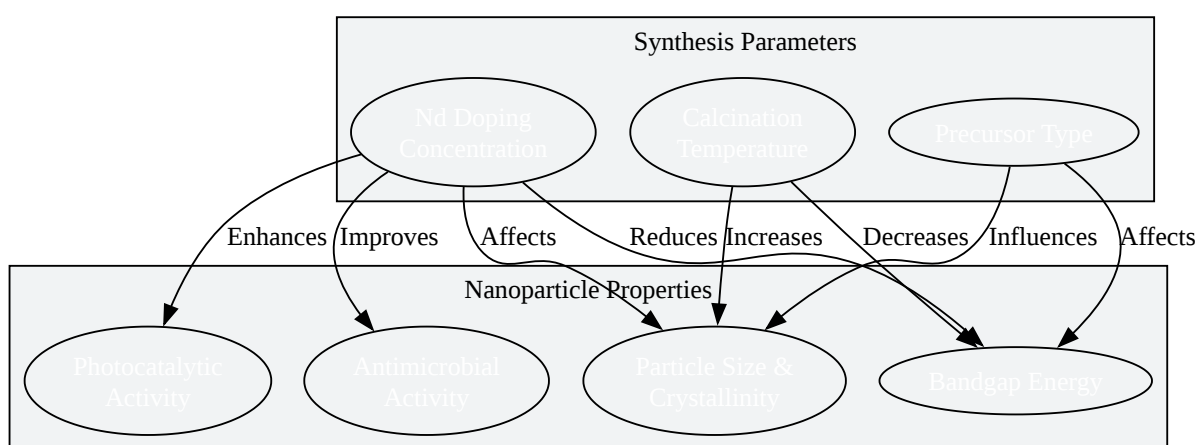 Synthesis Parameters
Nd Doping
Concentration
Calcination
Temperature
Precursor Type
Enhances
Improves
Affects
Reduces
Increases
Decreases
Influences
Affects
Nanoparticle Properties
Photocatalytic
Activity
Antimicrobial
Activity
Particle Size &
Crystallinity
Bandgap Energy